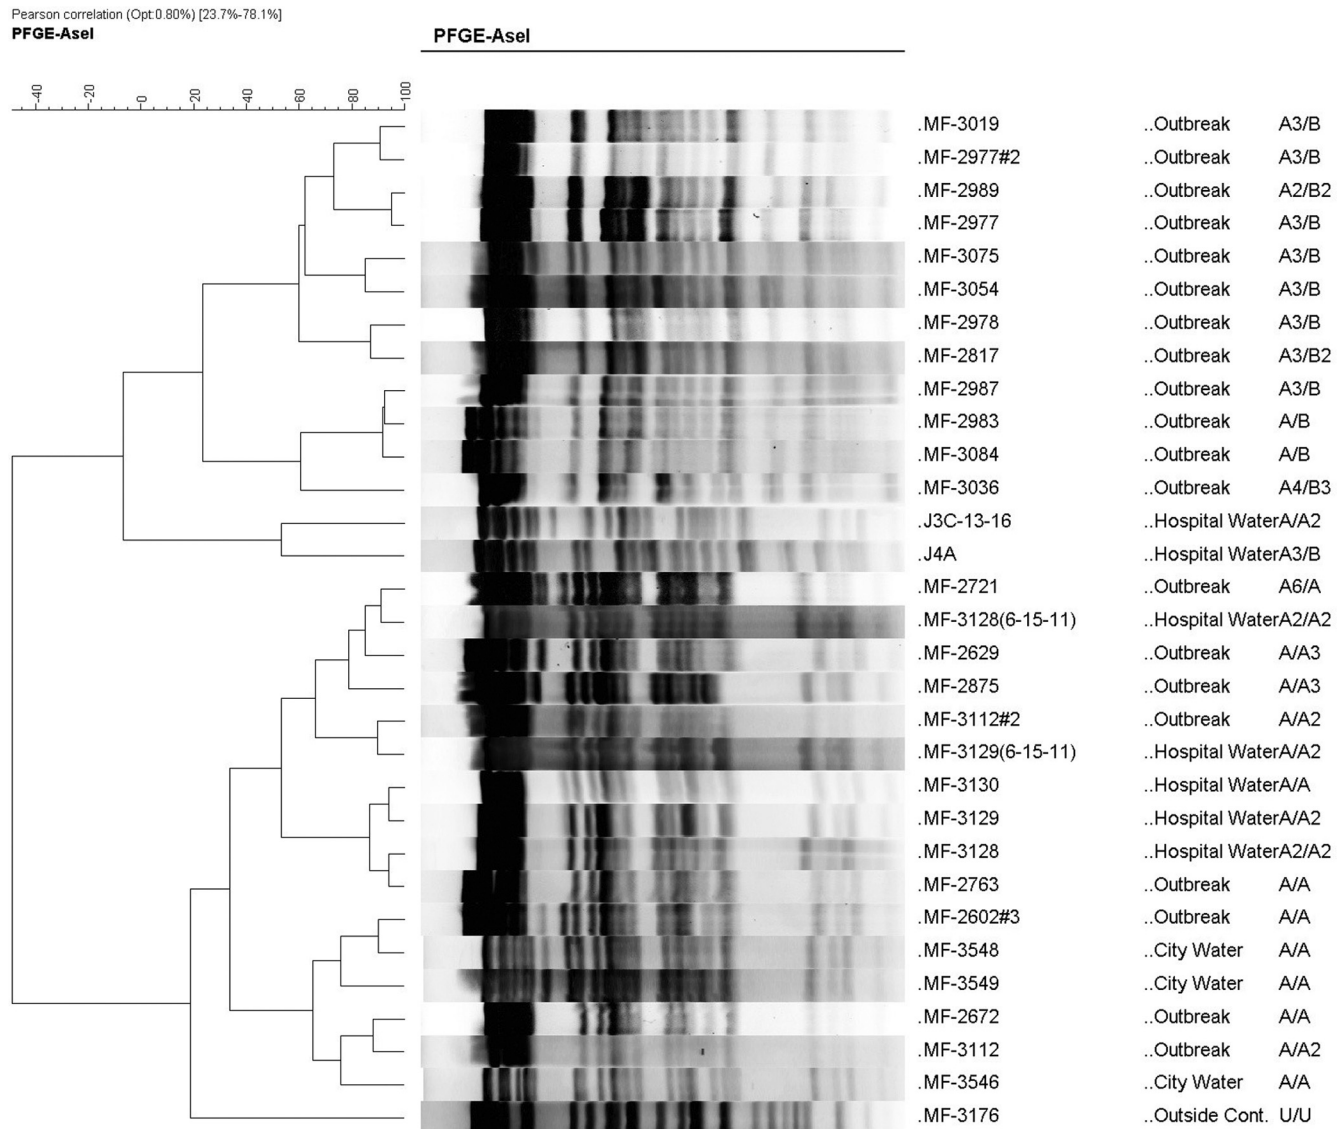 Pearson correlation (Opt:0.80%) [23.7%-78.1%]
PFGE-AseI
PFGE-AseI
-40 -20 0 20 40 60 80 100
.MF-3019 ..Outbreak A3/B
.MF-2977#2 ..Outbreak A3/B
.MF-2989 ..Outbreak A2/B2
.MF-2977 ..Outbreak A3/B
.MF-3075 ..Outbreak A3/B
.MF-3054 ..Outbreak A3/B
.MF-2978 ..Outbreak A3/B
.MF-2817 ..Outbreak A3/B2
.MF-2987 ..Outbreak A3/B
.MF-2983 ..Outbreak A/B
.MF-3084 ..Outbreak A/B
.MF-3036 ..Outbreak A4/B3
.J3C-13-16 ..Hospital WaterA/A2
.J4A ..Hospital WaterA3/B
.MF-2721 ..Outbreak A6/A
.MF-3128(6-15-11) ..Hospital WaterA2/A2
.MF-2629 ..Outbreak A/A3
.MF-2875 ..Outbreak A/A3
.MF-3112#2 ..Outbreak A/A2
.MF-3129(6-15-11) ..Hospital WaterA/A2
.MF-3130 ..Hospital WaterA/A
.MF-3129 ..Hospital WaterA/A2
.MF-3128 ..Hospital WaterA2/A2
.MF-2763 ..Outbreak A/A
.MF-2602#3 ..Outbreak A/A
.MF-3548 ..City Water A/A
.MF-3549 ..City Water A/A
.MF-2672 ..Outbreak A/A
.MF-3112 ..Outbreak A/A2
.MF-3546 ..City Water A/A
.MF-3176 ..Outside Cont. U/U